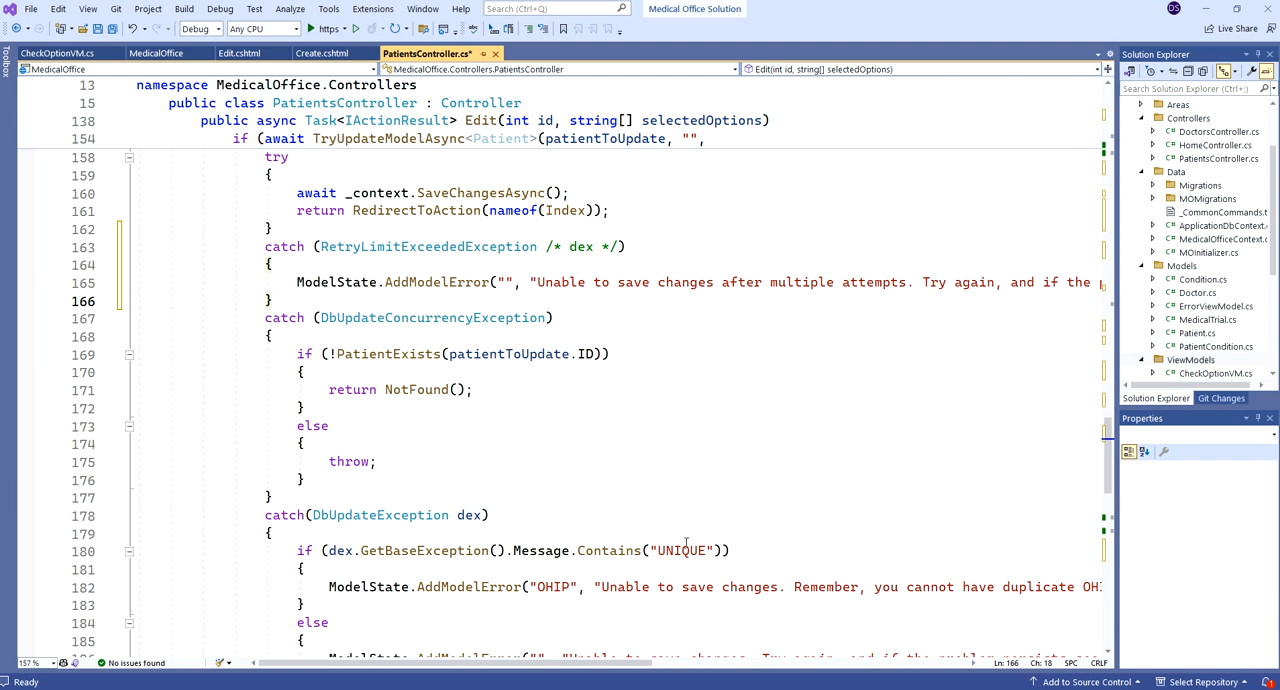 File Edit View Git Project Build Debug Test Analyze Tools Extensions Window Help Search (Ctrl+Q) Medical Office Solution DS
Debug Any CPU https Live Share
CheckOptionVM.cs MedicalOffice Edit.cshtml Create.cshtml PatientsController.cs*
MedicalOffice MedicalOffice.Controllers.PatientsController Edit(int id, string[] selectedOptions)
Toolbox
13 namespace MedicalOffice.Controllers
15 public class PatientsController : Controller
138 public async Task<IActionResult> Edit(int id, string[] selectedOptions)
154 if (await TryUpdateModelAsync<Patient>(patientToUpdate, "",
158 try
159 {
160 await _context.SaveChangesAsync();
161 return RedirectToAction(nameof(Index));
162 }
163 catch (RetryLimitExceededException /* dex */)
164 {
165 ModelState.AddModelError("", "Unable to save changes after multiple attempts. Try again, and if the p
166 }
167 catch (DbUpdateConcurrencyException)
168 {
169 if (!PatientExists(patientToUpdate.ID))
170 {
171 return NotFound();
172 }
173 else
174 {
175 throw;
176 }
177 }
178 catch(DbUpdateException dex)
179 {
180 if (dex.GetBaseException().Message.Contains("UNIQUE"))
181 {
182 ModelState.AddModelError("OHIP", "Unable to save changes. Remember, you cannot have duplicate OHI
183 }
184 else
185 {
157 % No issues found Ln: 166 Ch: 18 SPC CRLF
Solution Explorer
Search Solution Explorer (Ctrl+;)
Areas
Controllers
C# DoctorsController.cs
C# HomeController.cs
C# PatientsController.cs
Data
Migrations
MOMigrations
_CommonCommands.t
C# ApplicationDbContext.
C# MedicalOfficeContext.c
C# MOInitializer.cs
Models
C# Condition.cs
C# Doctor.cs
C# ErrorViewModel.cs
C# MedicalTrial.cs
C# Patient.cs
C# PatientCondition.cs
ViewModels
C# CheckOptionVM.cs
Solution Explorer Git Changes
Properties
Ready Add to Source Control Select Repository 1